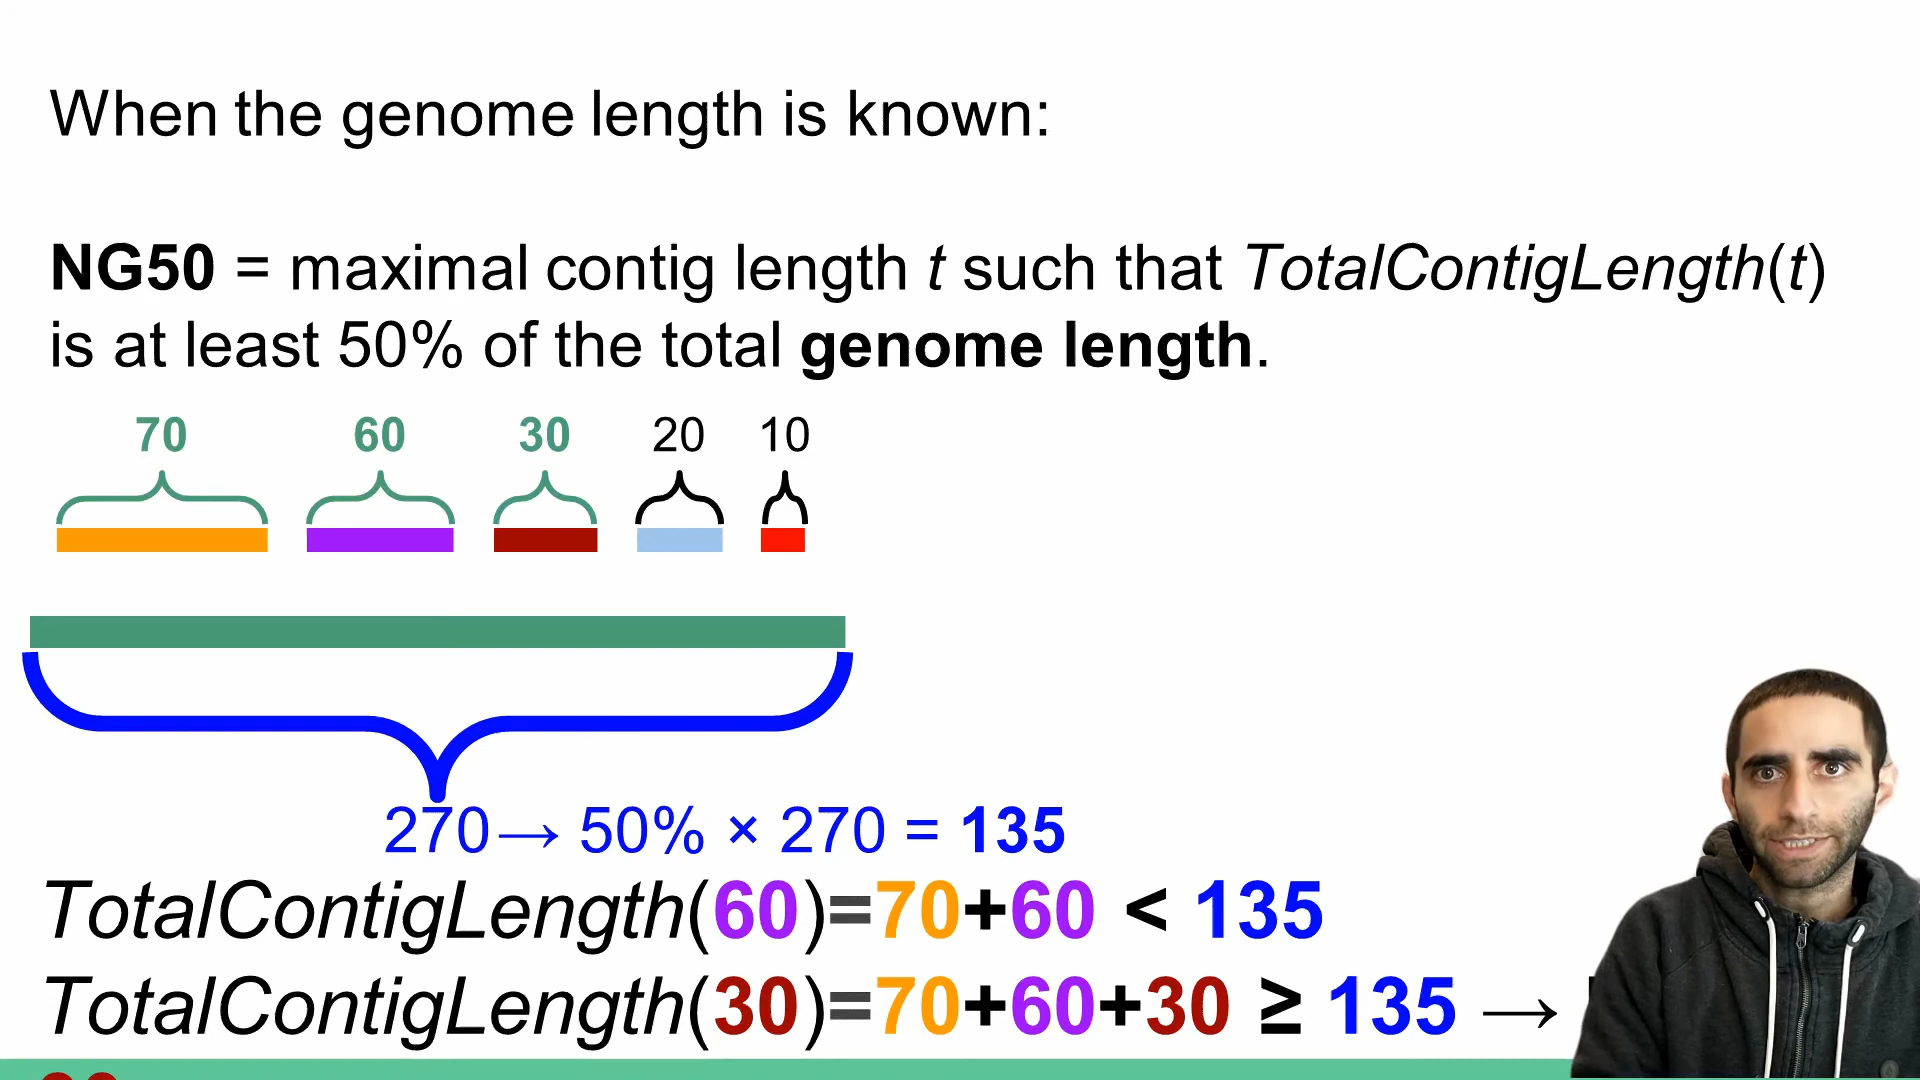 When the genome length is known:
NG50 = maximal contig length t such that TotalContigLength(t)
is at least 50% of the total genome length.
70 60 30 20 10
270→ 50% × 270 = 135
TotalContigLength(60)=70+60 < 135
TotalContigLength(30)=70+60+30 ≥ 135 →